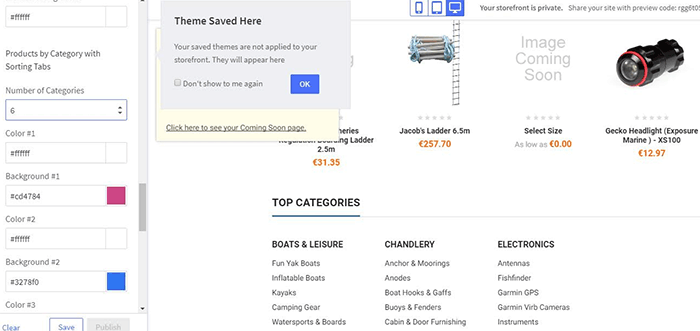 #ffffff
Products by Category with
Sorting Tabs
Number of Categories
6
Color #1
#ffffff
Background #1
#cd4784
Color #2
#ffffff
Background #2
#3278f0
Color #3
Clear
Save
Publish
Theme Saved Here
Your saved themes are not applied to your
storefront. They will appear here
Don't show to me again
OK
Click here to see your Coming Soon page.
Your storefront is private.
Share your site with preview code:
Image
Coming
Soon
Boarding Ladder
2.5m
€31.35
Jacob's Ladder 6.5m
€257.70
Select Size
As low as €0.00
Gecko Headlight (Exposure
Marine ) - XS100
€12.97
TOP CATEGORIES
BOATS & LEISURE
Fun Yak Boats
Inflatable Boats
Kayaks
Camping Gear
Watersports & Boards
CHANDLERY
Anchor & Moorings
Anodes
Boat Hooks & Gaffs
Buoys & Fenders
Cabin & Door Furnishing
ELECTRONICS
Antennas
Fishfinder
Garmin GPS
Garmin Virb Cameras
Instruments